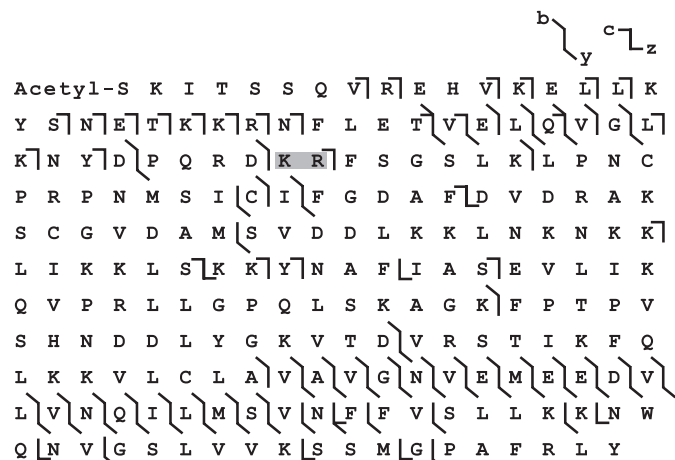 b c z y
Acetyl-S K I T S S Q V R E H V K E L L K
Y S N E T K K R N F L E T V E L Q V G L
K N Y D P Q R D K R F S G S L K L P N C
P R P N M S I C I F G D A F D V D R A K
S C G V D A M S V D D L K K L N K N K K
L I K K L S K K Y N A F I A S E V L I K
Q V P R L L G P Q L S K A G K F P T P V
S H N D D L Y G K V T D V R S T I K F Q
L K K V L C L A V A V G N V E M E E D V
L V N Q I L M S V N F F V S L L K K N W
Q N V G S L V V K S S M G P A F R L Y